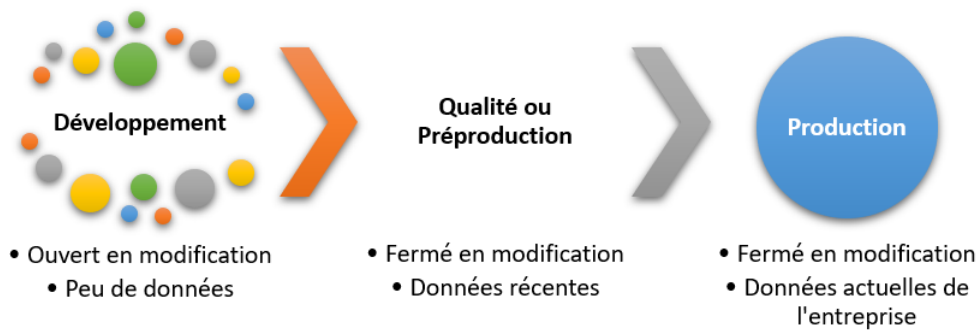 Développement
• Ouvert en modification
• Peu de données
Qualité ou
Préproduction
• Fermé en modification
• Données récentes
Production
• Fermé en modification
• Données actuelles de
l'entreprise